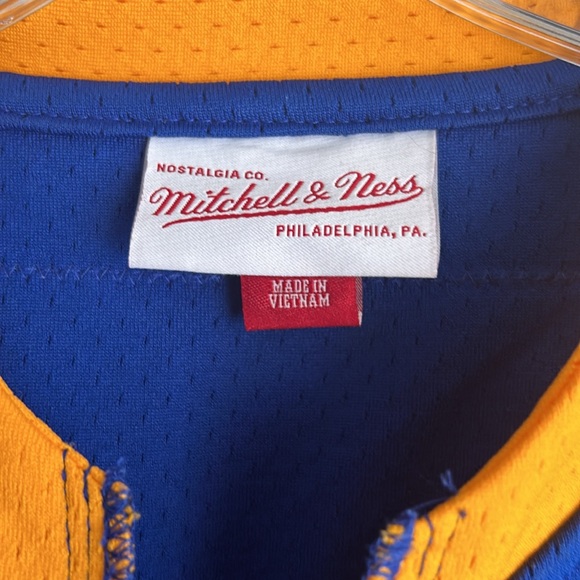 NOSTALGIA CO.
Mitchell & Ness
PHILADELPHIA, PA.
MADE IN
VIETNAM